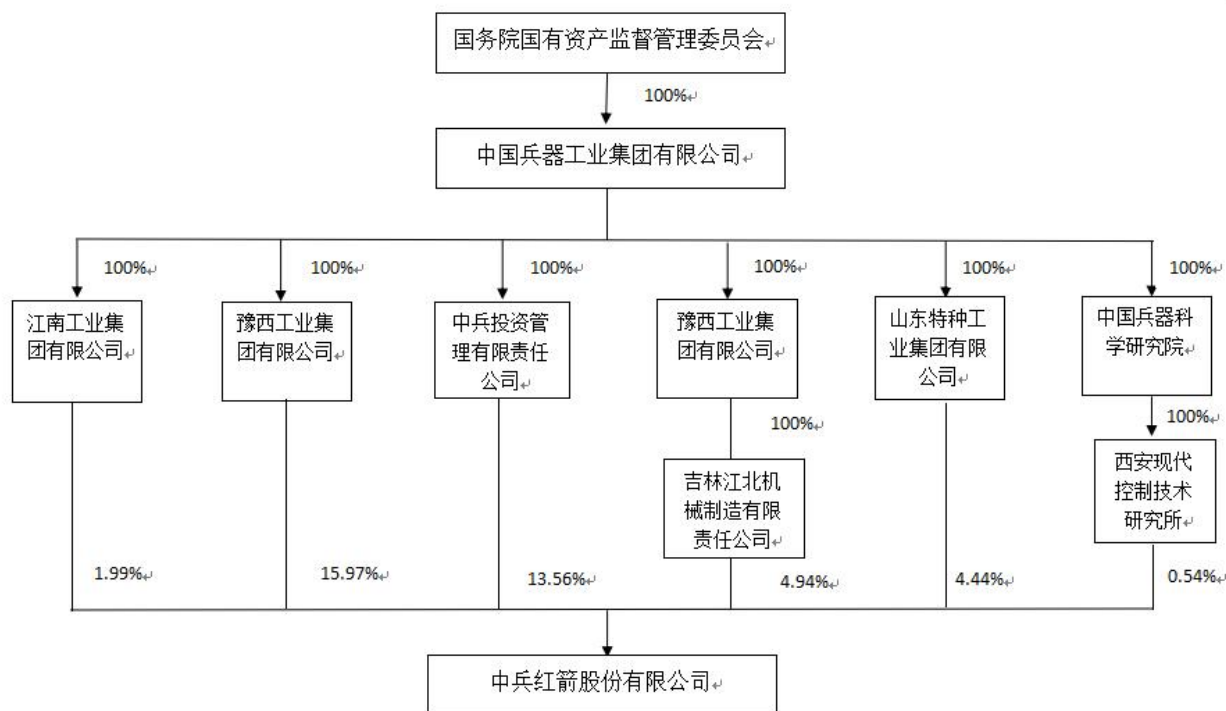 国务院国有资产监督管理委员会
100%
中国兵器工业集团有限公司
100%
100%
100%
100%
100%
100%
江南工业集
团有限公司
豫西工业集
团有限公司
中兵投资管
理有限责任
公司
豫西工业集
团有限公司
山东特种工
业集团有限
公司
中国兵器科
学研究院
100%
100%
吉林江北机
械制造有限
责任公司
西安现代
控制技术
研究所
1.99%
15.97%
13.56%
4.94%
4.44%
0.54%
中兵红箭股份有限公司